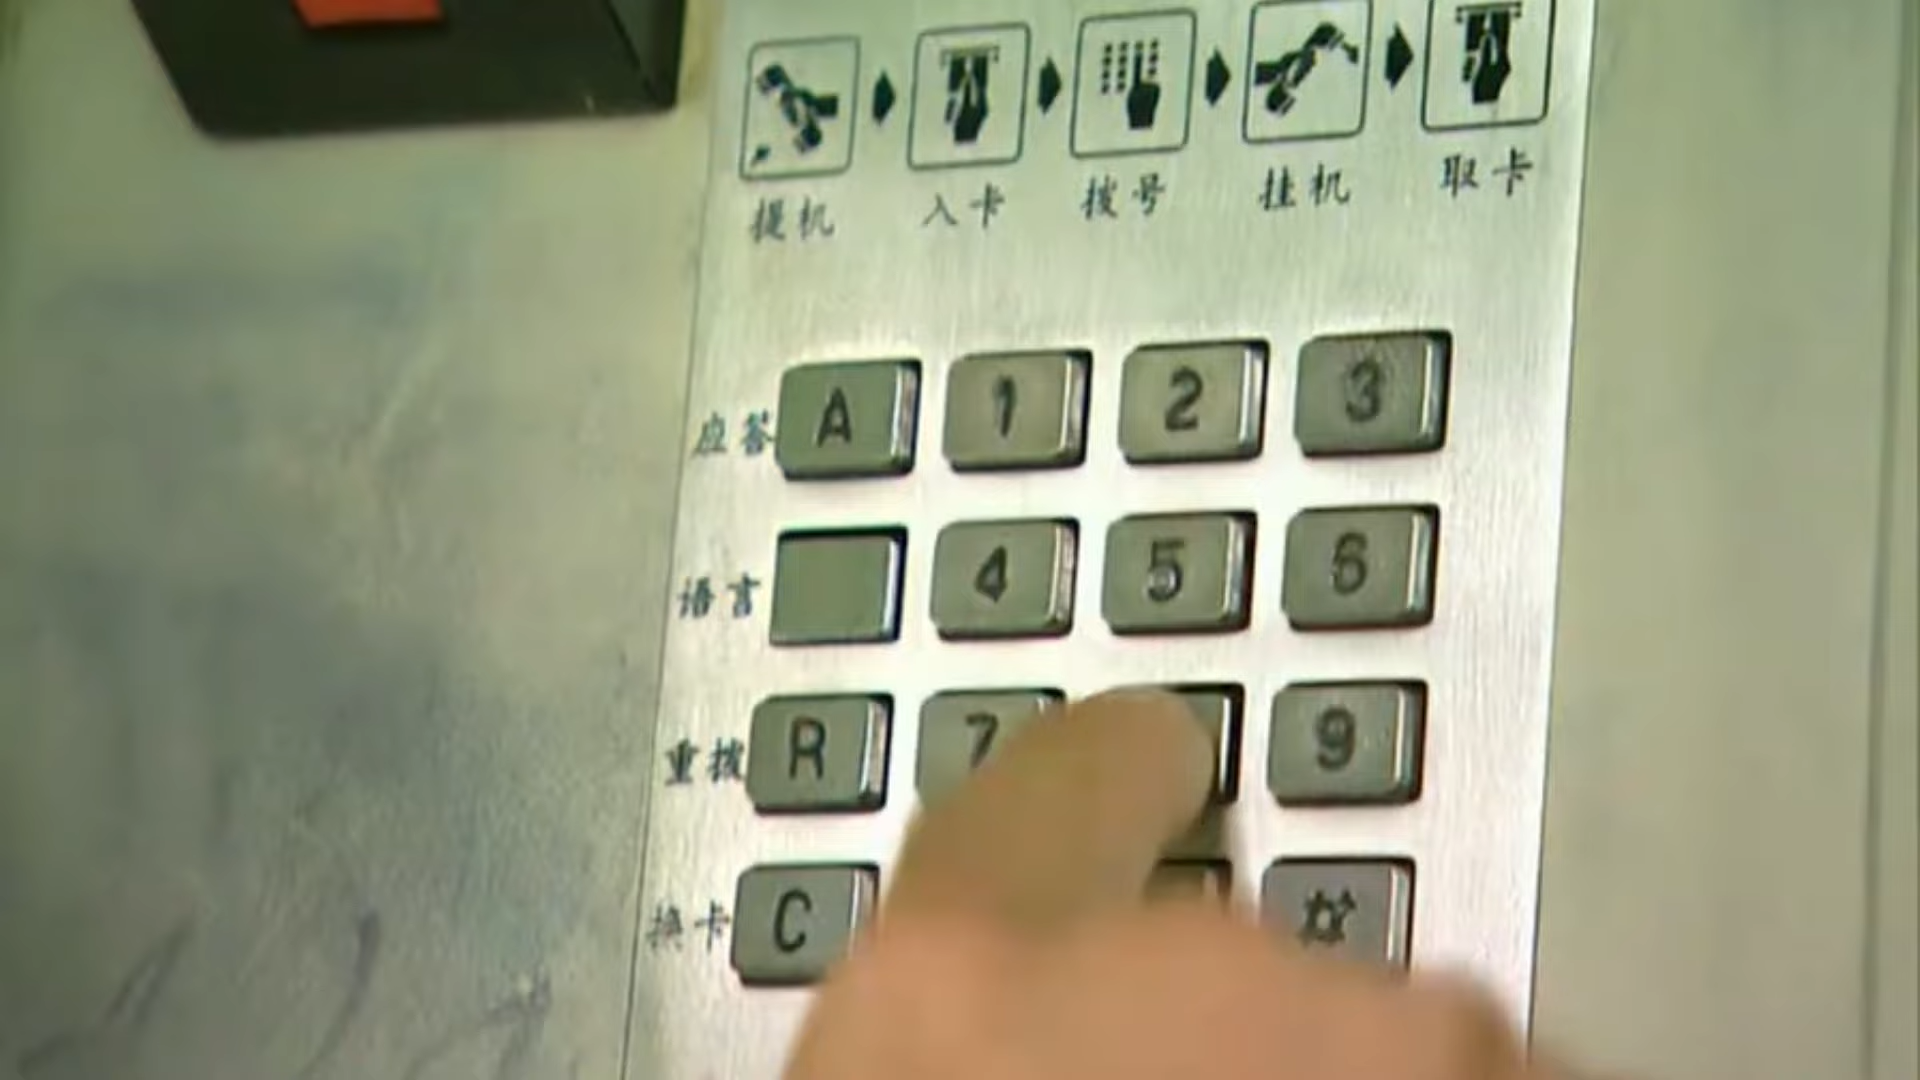 提机 入卡 拨号 挂机 取卡
应答 A 1 2 3
语言 4 5 6
重拨 R 7 9
换卡 C #